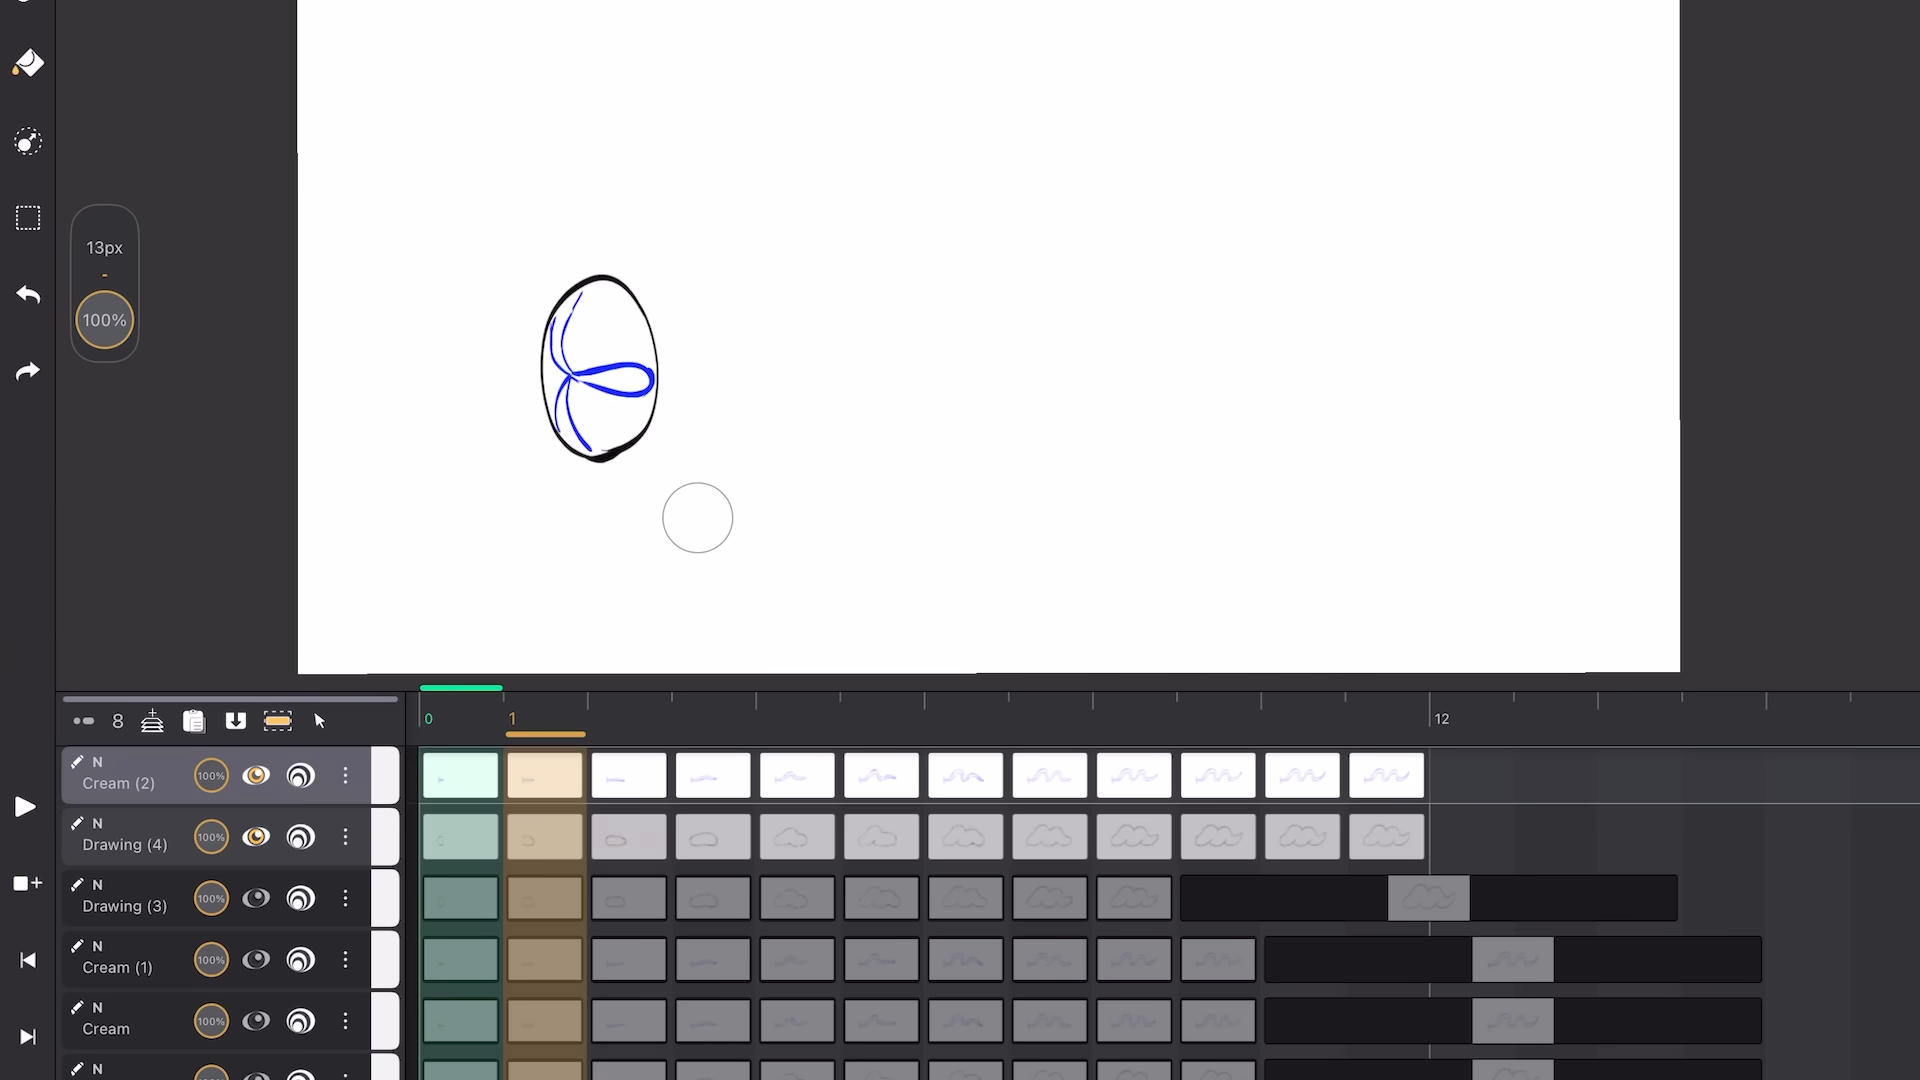 13px
-
100%
8
0
1
12
N
Cream (2)
100%
N
Drawing (4)
100%
N
Drawing (3)
100%
N
Cream (1)
100%
N
Cream
100%
N